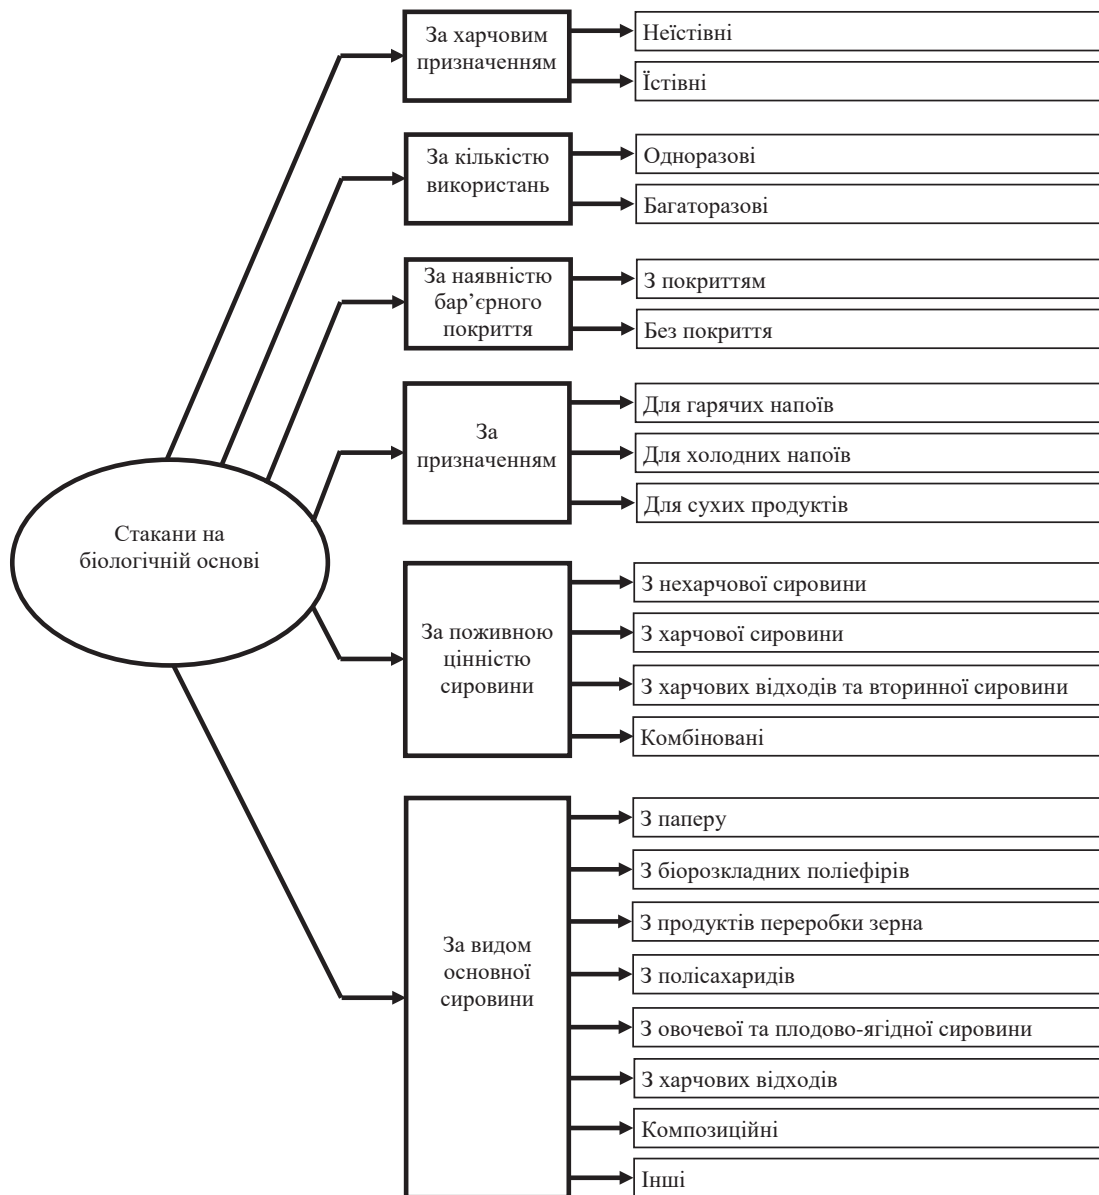 За харчовим
призначенням
Неїстівні
Їстівні
За кількістю
використань
Одноразові
Багаторазові
За наявністю
бар’єрного
покриття
З покриттям
Без покриття
За
призначенням
Для гарячих напоїв
Для холодних напоїв
Для сухих продуктів
Стакани на
біологічній основі
За поживною
цінністю
сировини
З нехарчової сировини
З харчової сировини
З харчових відходів та вторинної сировини
Комбіновані
За видом
основної
сировини
З паперу
З біорозкладних поліефірів
З продуктів переробки зерна
З полісахаридів
З овочевої та плодово-ягідної сировини
З харчових відходів
Композиційні
Інші